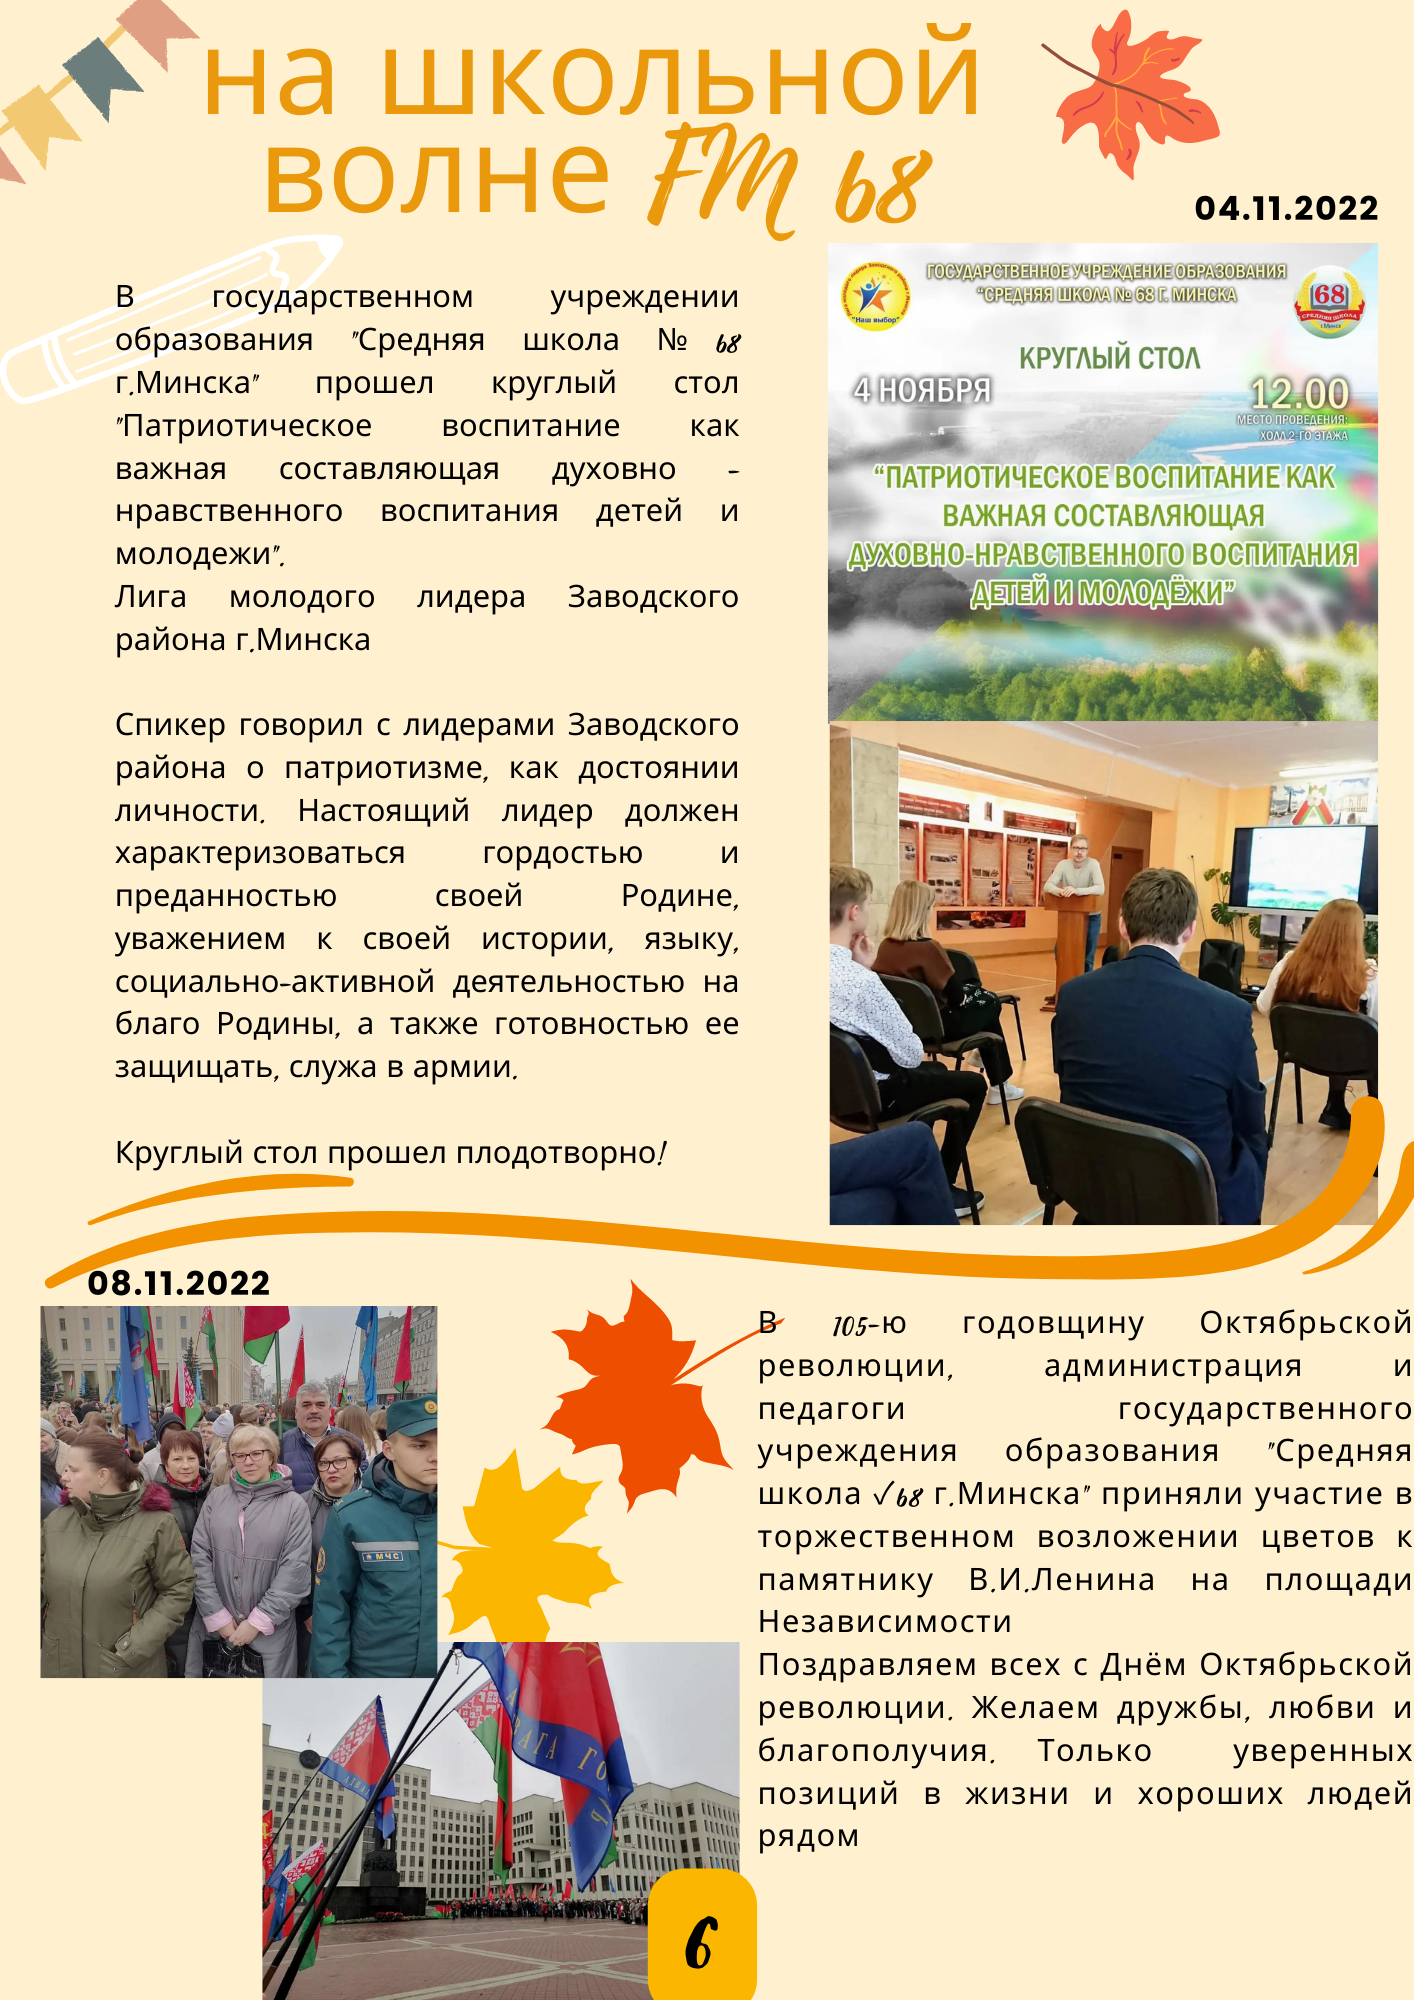 на школьной
волне FM 68
04.11.2022
В государственном учреждении
образования "Средняя школа № 68
г.Минска" прошел круглый стол
"Патриотическое воспитание как
важная составляющая духовно -
нравственного воспитания детей и
молодежи".
Лига молодого лидера Заводского
района г.Минска
Спикер говорил с лидерами Заводского
района о патриотизме, как достоянии
личности. Настоящий лидер должен
характеризоваться гордостью и
преданностью своей Родине,
уважением к своей истории, языку,
социально-активной деятельностью на
благо Родины, а также готовностью ее
защищать, служа в армии.
Круглый стол прошел плодотворно!
ГОСУДАРСТВЕННОЕ УЧРЕЖДЕНИЕ ОБРАЗОВАНИЯ
"СРЕДНЯЯ ШКОЛА № 68 Г. МИНСКА
"Наш выбор"
68
СРЕДНЯЯ ШКОЛА
г.Минск
КРУГЛЫЙ СТОЛ
4 НОЯБРЯ
12.00
МЕСТО ПРОВЕДЕНИЯ:
ХОЛЛ 2-ГО ЭТАЖА
“ПАТРИОТИЧЕСКОЕ ВОСПИТАНИЕ КАК
ВАЖНАЯ СОСТАВЛЯЮЩАЯ
ДУХОВНО-НРАВСТВЕННОГО ВОСПИТАНИЯ
ДЕТЕЙ И МОЛОДЁЖИ”
08.11.2022
МЧС
В 105-ю годовщину Октябрьской
революции, администрация и
педагоги государственного
учреждения образования "Средняя
школа ✓68 г.Минска" приняли участие в
торжественном возложении цветов к
памятнику В.И.Ленина на площади
Независимости
Поздравляем всех с Днём Октябрьской
революции. Желаем дружбы, любви и
благополучия. Только уверенных
позиций в жизни и хороших людей
рядом
6